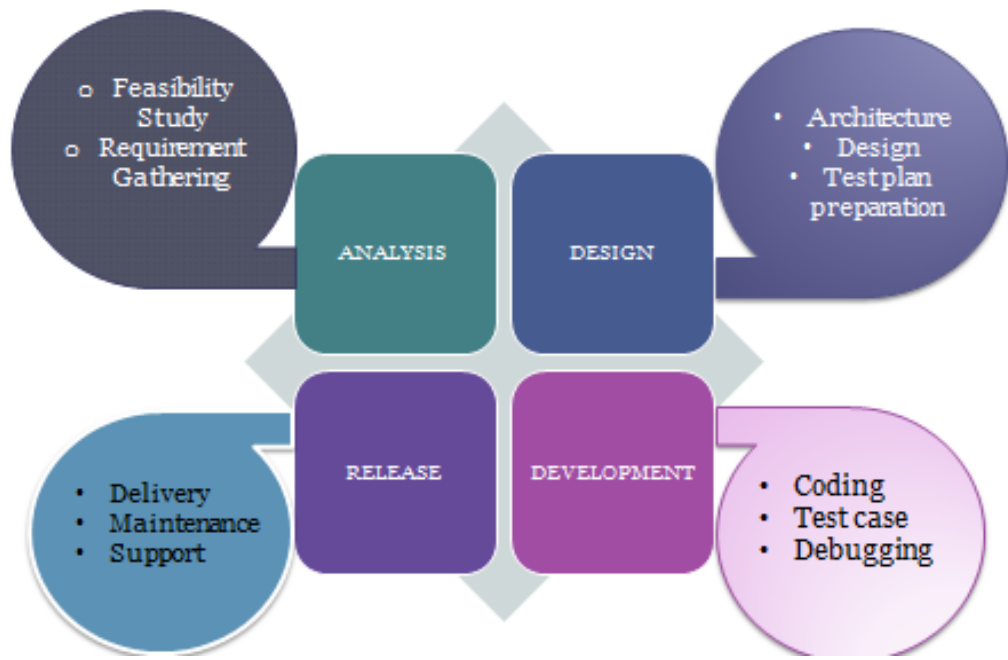 o Feasibility
Study
o Requirement
Gathering
• Architecture
• Design
• Test plan
preparation
ANALYSIS
DESIGN
RELEASE
DEVELOPMENT
• Delivery
• Maintenance
• Support
• Coding
• Test case
• Debugging